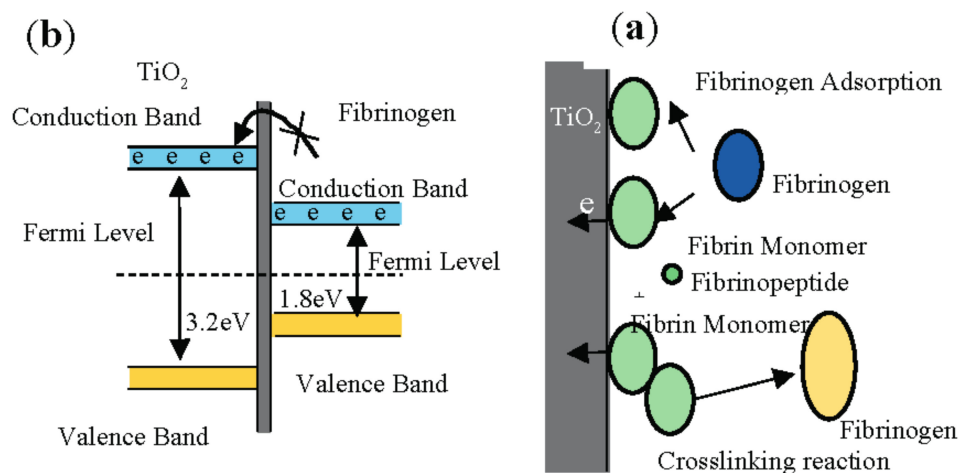 (b)
TiO2
Conduction Band
Fibrinogen
e e e e
Conduction Band
e e e e
Fermi Level
Fermi Level
1.8eV
3.2eV
Valence Band
Valence Band
(a)
Fibrinogen Adsorption
TiO2
Fibrinogen
e
Fibrin Monomer
Fibrinopeptide
+
Fibrin Monomer
Fibrinogen
Crosslinking reaction